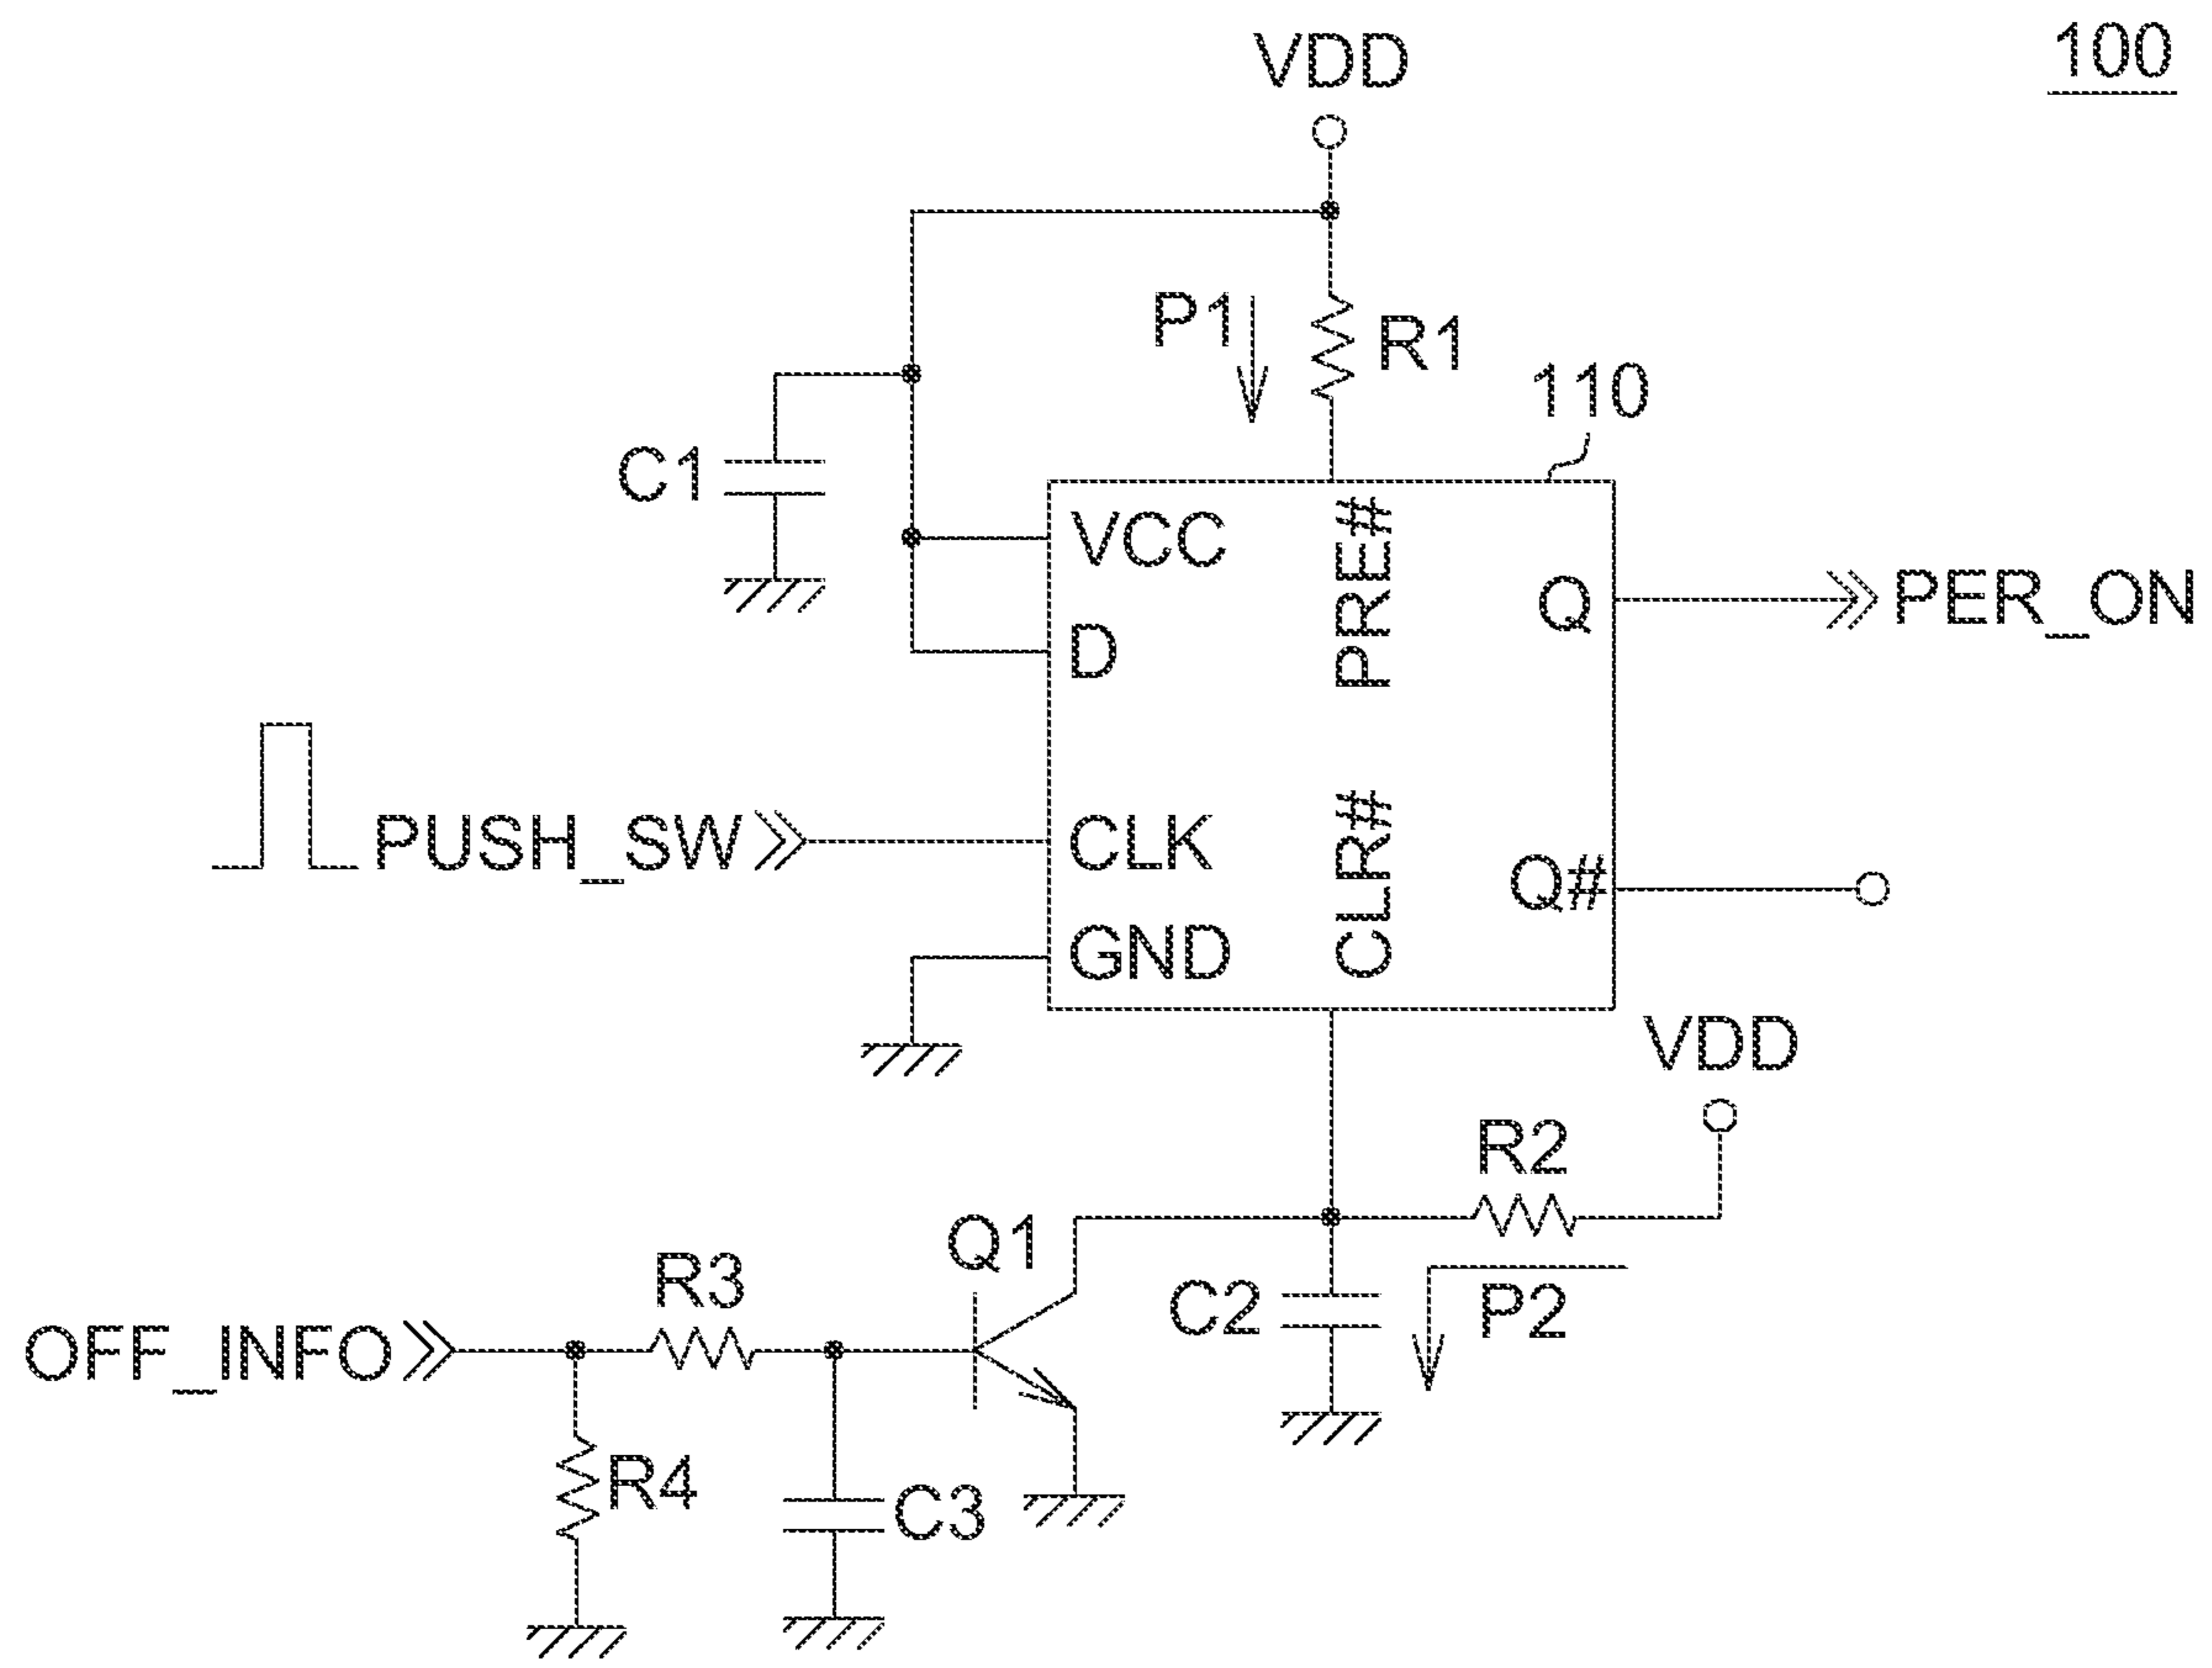 100
VDD
P1
R1
110
C1
VCC
PRE#
Q
PER_ON
D
PUSH_SW
CLK
CLR#
Q#
GND
VDD
R2
Q1
R3
C2
P2
OFF_INFO
R4
C3